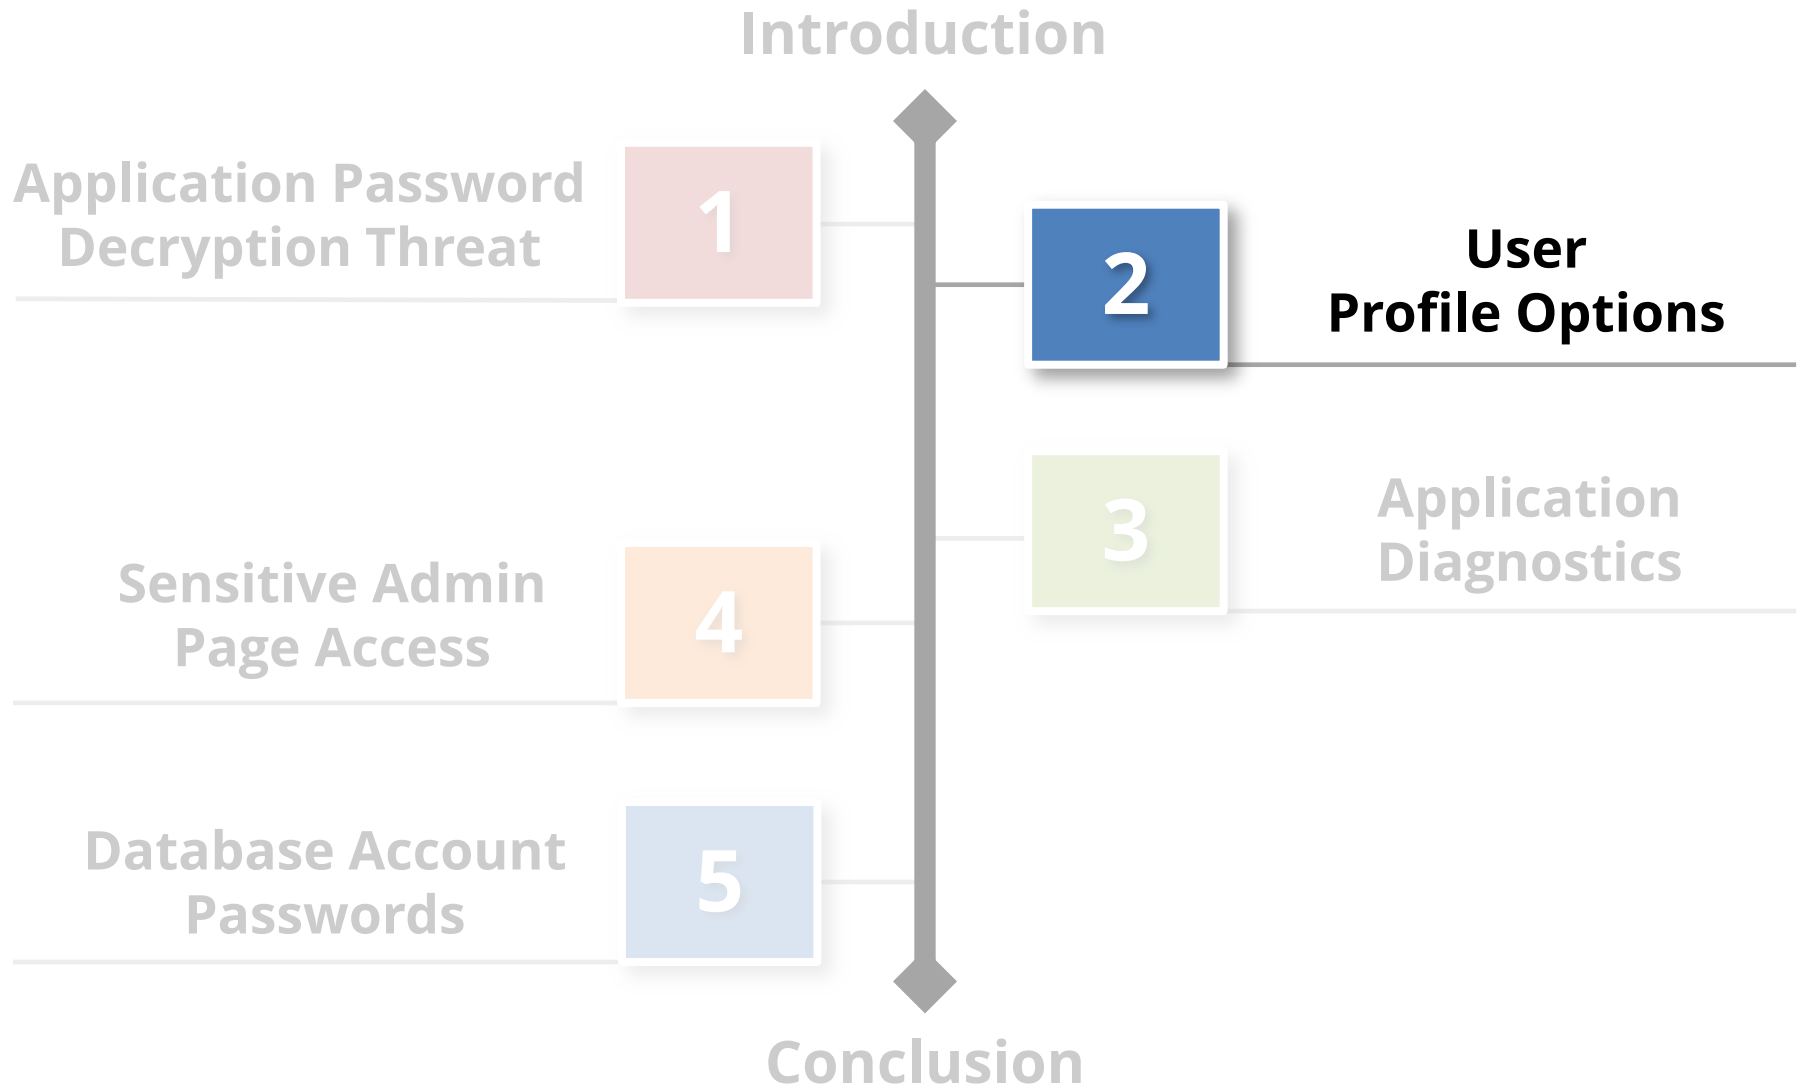 Introduction
Application Password
Decryption Threat
1
2
User
Profile Options
3
Application
Diagnostics
Sensitive Admin
Page Access
4
Database Account
Passwords
5
Conclusion